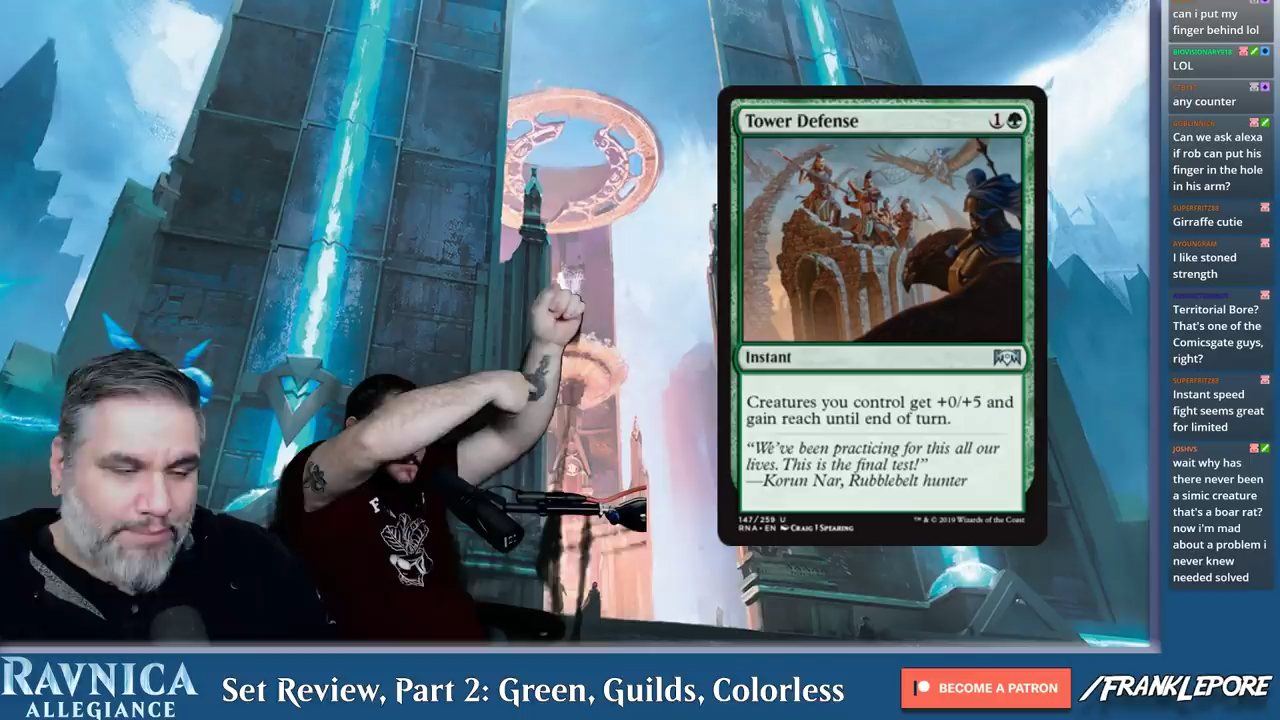 Tower Defense
Instant
Creatures you control get +0/+5 and
gain reach until end of turn.
“We've been practicing for this all our
lives. This is the final test!”
—Korun Nar, Rubblebelt hunter
147/259 U
RNA • EN Craig J Spearing
™ & © 2019 Wizards of the Coast
can i put my
finger behind lol
BIOVISIONARY518
LOL
any counter
GOBLINNICK
Can we ask alexa
if rob can put his
finger in the hole
in his arm?
SUPERFRITZ88
Girraffe cutie
AYOUNGRAM
I like stoned
strength
Territorial Bore?
That's one of the
Comicsgate guys,
right?
SUPERFRITZ88
Instant speed
fight seems great
for limited
JOSHVS
wait why has
there never been
a simic creature
that's a boar rat?
now i'm mad
about a problem i
never knew
needed solved
RAVNICA
ALLEGIANCE
Set Review, Part 2: Green, Guilds, Colorless
BECOME A PATRON
/FRANKLEPORE